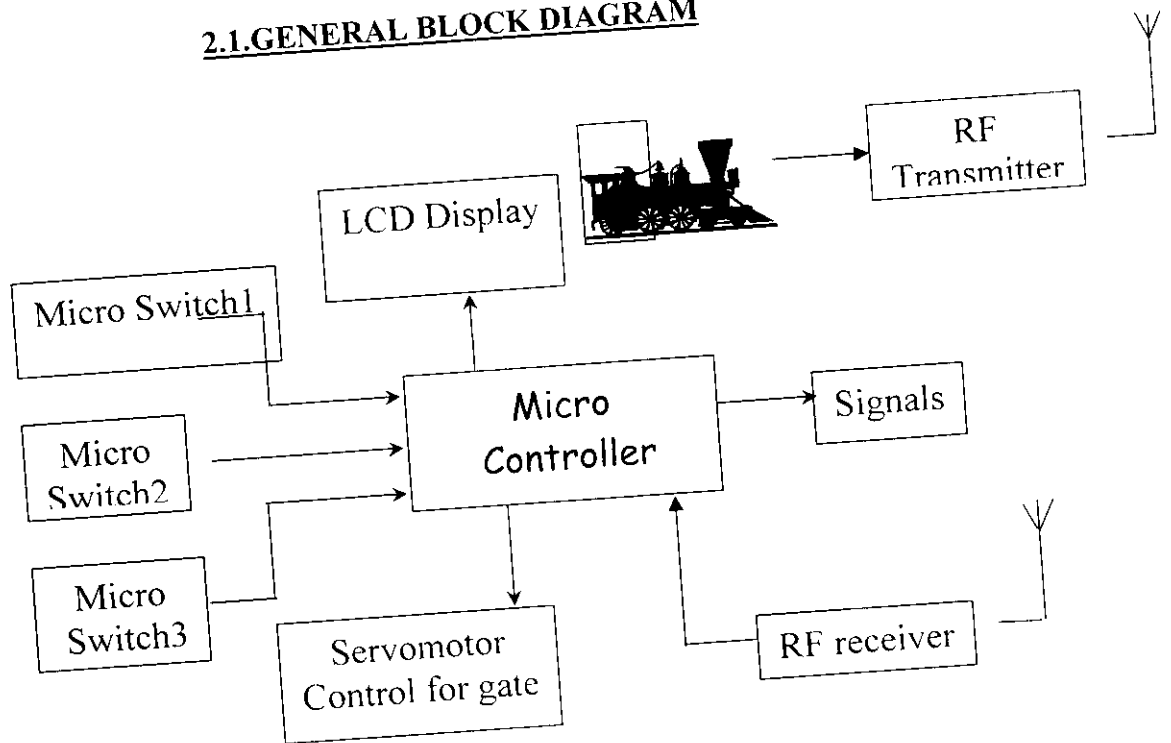 2.1.GENERAL BLOCK DIAGRAM
RF
Transmitter
LCD Display
Micro Switch1
Micro
Controller
Signals
Micro
Switch2
Micro
Switch3
Servomotor
Control for gate
RF receiver